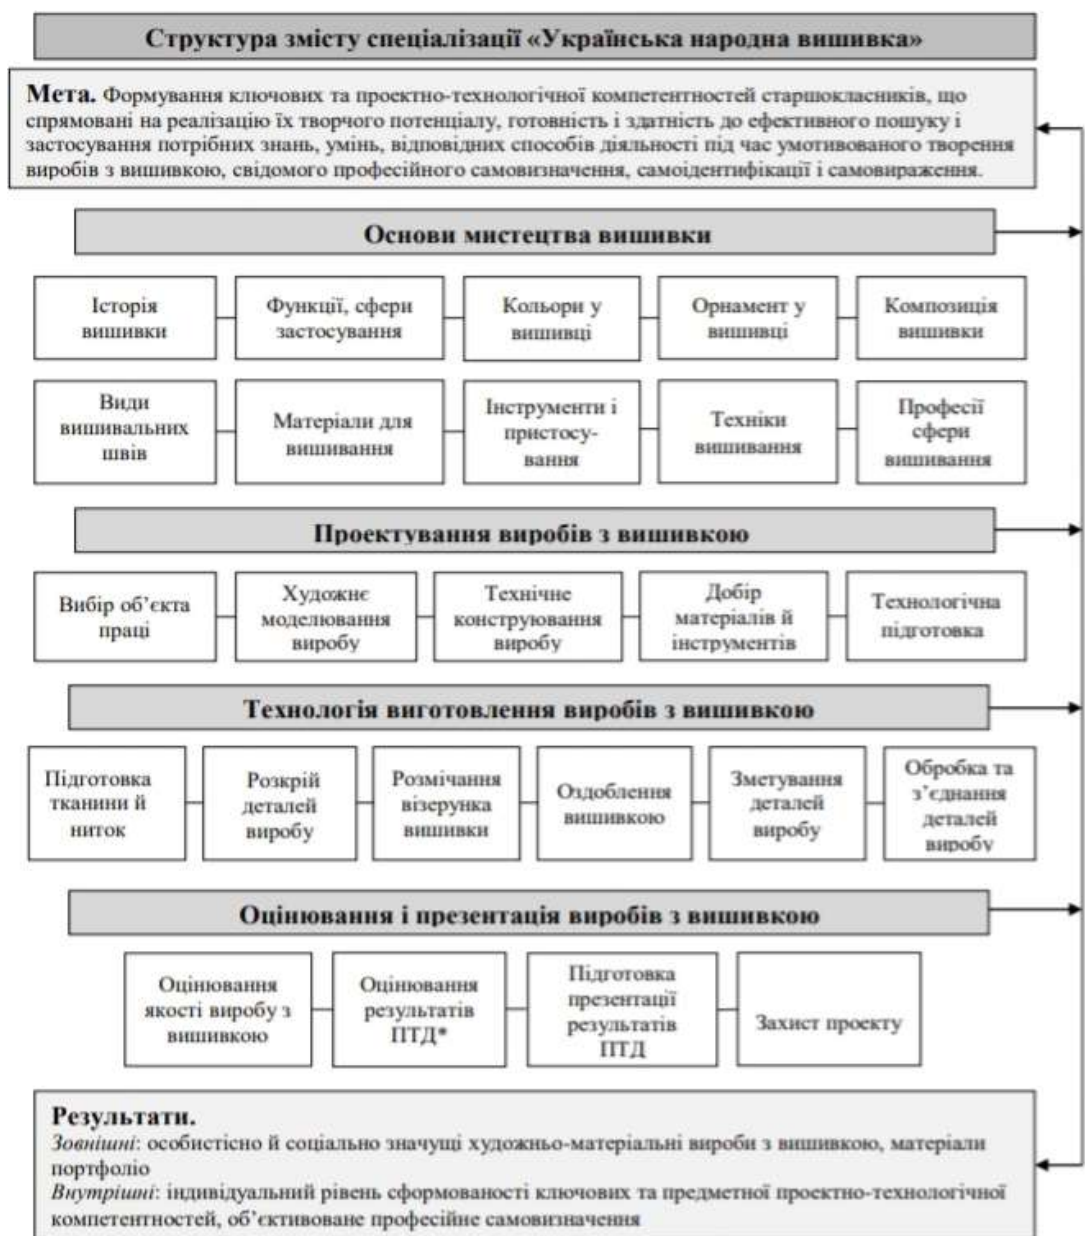 Структура змісту спеціалізації «Українська народна вишивка»
Мета. Формування ключових та проектно-технологічної компетентностей старшокласників, що
спрямовані на реалізацію їх творчого потенціалу, готовність і здатність до ефективного пошуку і
застосування потрібних знань, умінь, відповідних способів діяльності під час умотивованого творення
виробів з вишивкою, свідомого професійного самовизначення, самоідентифікації і самовираження.
Основи мистецтва вишивки
Історія
вишивки
Функції, сфери
застосування
Кольори у
вишивці
Орнамент у
вишивці
Композиція
вишивки
Види
вишивальних
швів
Матеріали для
вишивання
Інструменти і
пристосу-
вання
Техніки
вишивання
Професії
сфери
вишивання
Проектування виробів з вишивкою
Вибір об’єкта
праці
Художнє
моделювання
виробу
Технічне
конструювання
виробу
Добір
матеріалів й
інструментів
Технологічна
підготовка
Технологія виготовлення виробів з вишивкою
Підготовка
тканини й
ниток
Розкрій
деталей
виробу
Розмічання
візерунка
вишивки
Оздоблення
вишивкою
Зметування
деталей
виробу
Обробка та
з’єднання
деталей
виробу
Оцінювання і презентація виробів з вишивкою
Оцінювання
якості виробу з
вишивкою
Оцінювання
результатів
ПТД*
Підготовка
презентації
результатів
ПТД
Захист проекту
Результати.
Зовнішні: особистісно й соціально значущі художньо-матеріальні вироби з вишивкою, матеріали
портфоліо
Внутрішні: індивідуальний рівень сформованості ключових та предметної проектно-технологічної
компетентностей, об’єктивоване професійне самовизначення